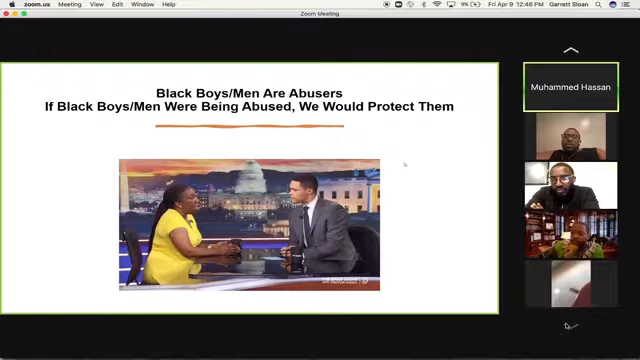 zoom.us Meeting View Edit Window Help
9% Fri Apr 9 12:46 PM Garrett Sloan
Zoom Meeting
Black Boys/Men Are Abusers
If Black Boys/Men Were Being Abused, We Would Protect Them
Muhammed Hassan